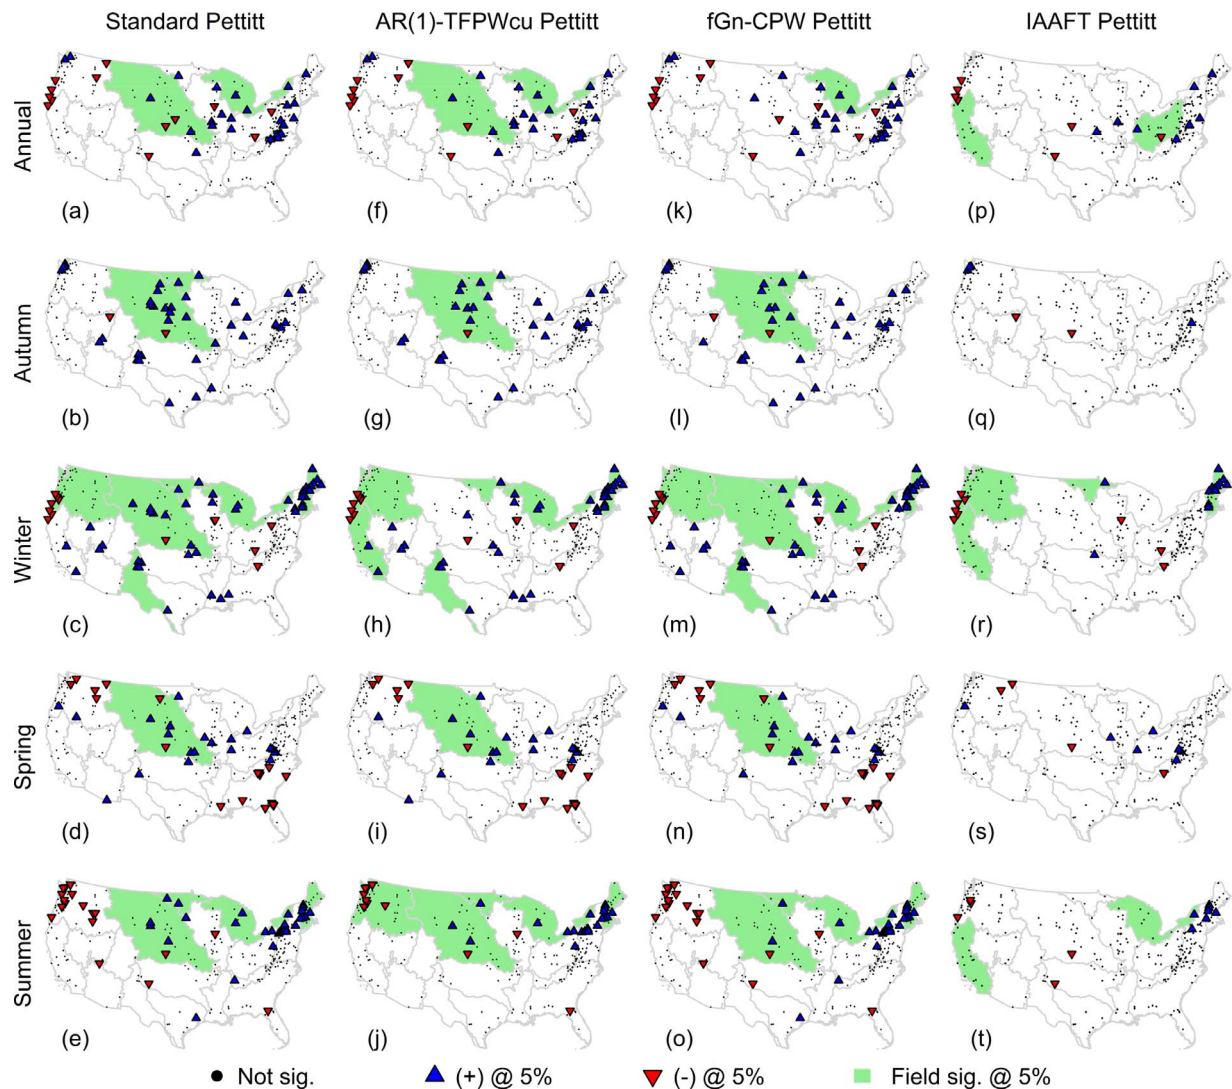 Standard Pettitt AR(1)-TFPWcu Pettitt fGn-CPW Pettitt IAAFT Pettitt
Annual
(a) (f) (k) (p)
Autumn
(b) (g) (l) (q)
Winter
(c) (h) (m) (r)
Spring
(d) (i) (n) (s)
Summer
(e) (j) (o) (t)
Not sig. (+) @ 5% (-) @ 5% Field sig. @ 5%